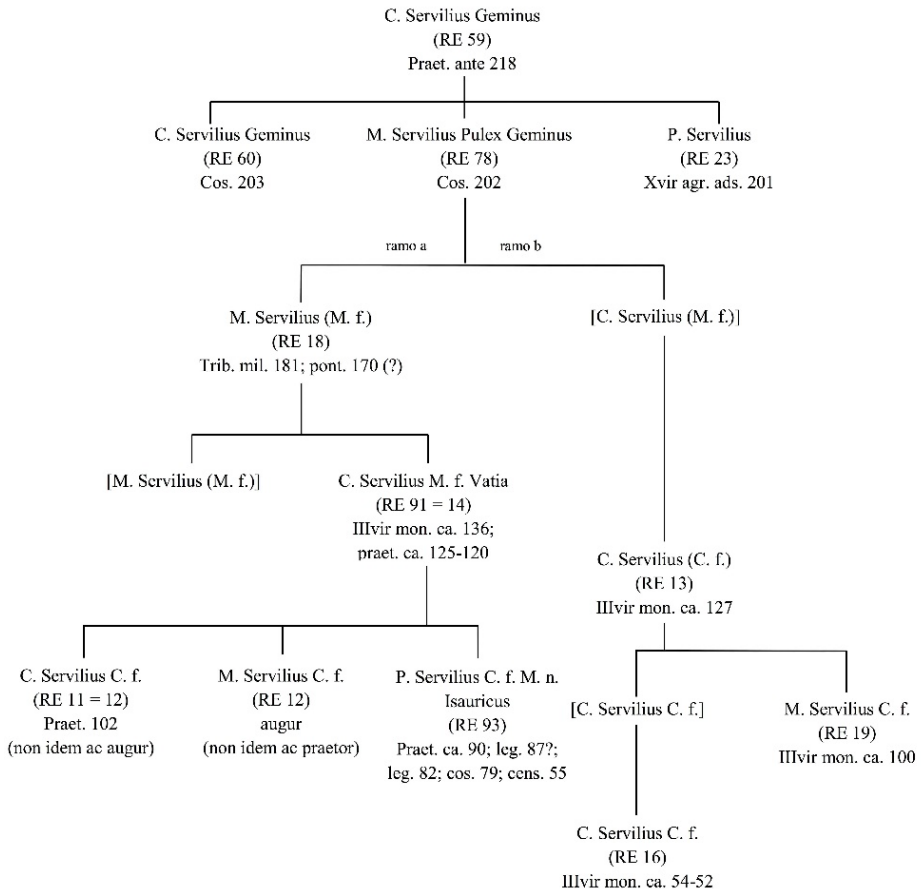 C. Servilius Geminus
(RE 59)
Praet. ante 218
C. Servilius Geminus
(RE 60)
Cos. 203
M. Servilius Pulex Geminus
(RE 78)
Cos. 202
P. Servilius
(RE 23)
Xvir agr. ads. 201
ramo a
ramo b
M. Servilius (M. f.)
(RE 18)
Trib. mil. 181; pont. 170 (?)
[C. Servilius (M. f.)]
[M. Servilius (M. f.)]
C. Servilius M. f. Vatia
(RE 91 = 14)
IIIvir mon. ca. 136;
praet. ca. 125-120
C. Servilius (C. f.)
(RE 13)
IIIvir mon. ca. 127
C. Servilius C. f.
(RE 11 = 12)
Praet. 102
(non idem ac augur)
M. Servilius C. f.
(RE 12)
augur
(non idem ac praetor)
P. Servilius C. f. M. n.
Isauricus
(RE 93)
Praet. ca. 90; leg. 87?;
leg. 82; cos. 79; cens. 55
[C. Servilius C. f.]
M. Servilius C. f.
(RE 19)
IIIvir mon. ca. 100
C. Servilius C. f.
(RE 16)
IIIvir mon. ca. 54-52